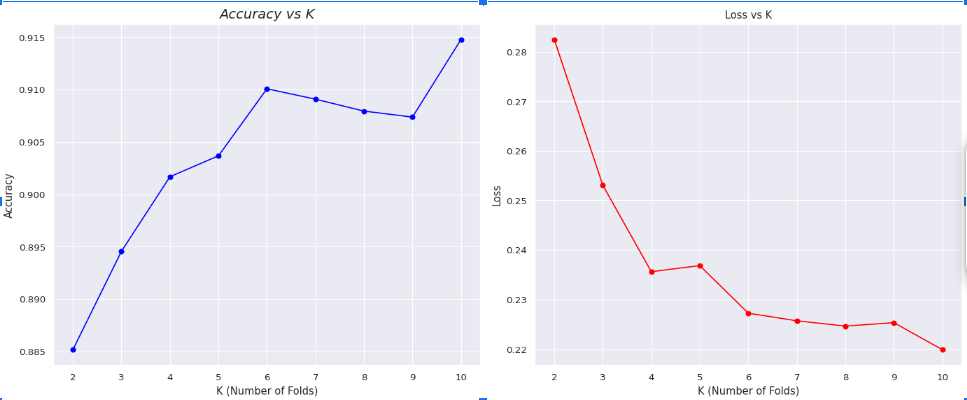 Accuracy vs K
0.915
0.910
0.905
0.900
0.895
0.890
0.885
Accuracy
2 3 4 5 6 7 8 9 10
K (Number of Folds)
Loss vs K
0.28
0.27
0.26
0.25
0.24
0.23
0.22
Loss
2 3 4 5 6 7 8 9 10
K (Number of Folds)